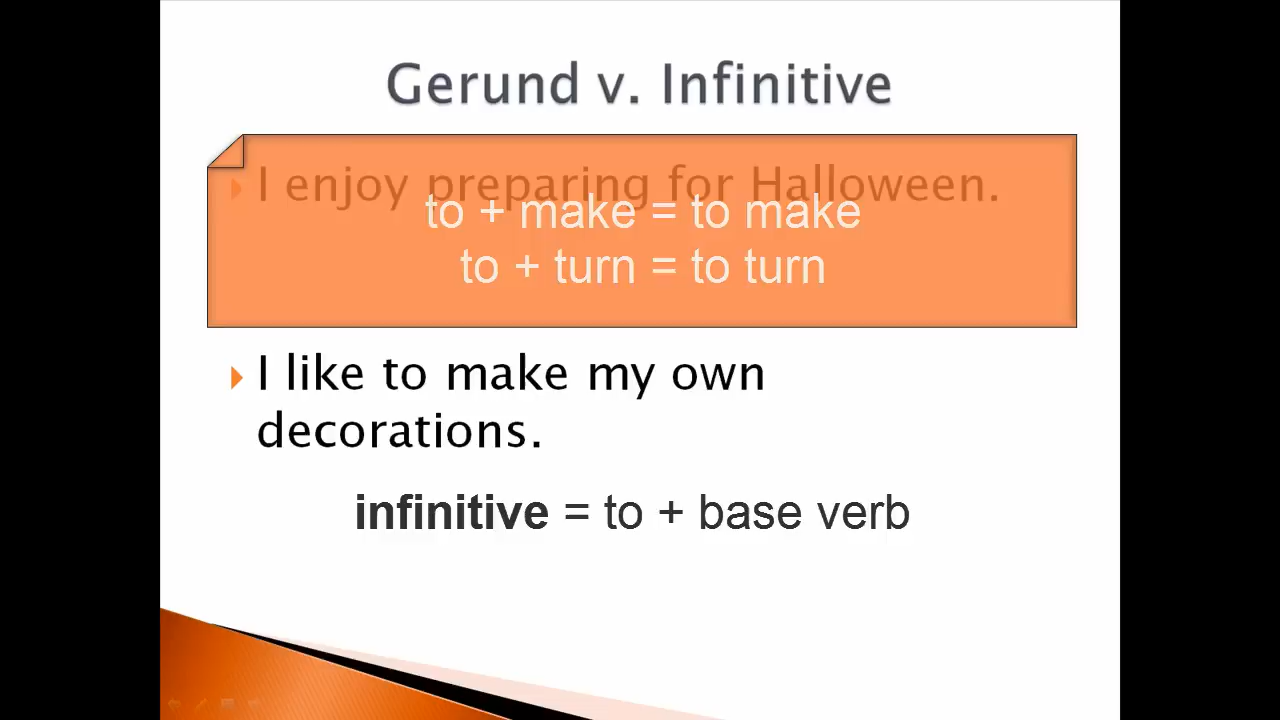 Gerund v. Infinitive
I enjoy preparing for Halloween.
to + make = to make
to + turn = to turn
I like to make my own
decorations.
infinitive = to + base verb